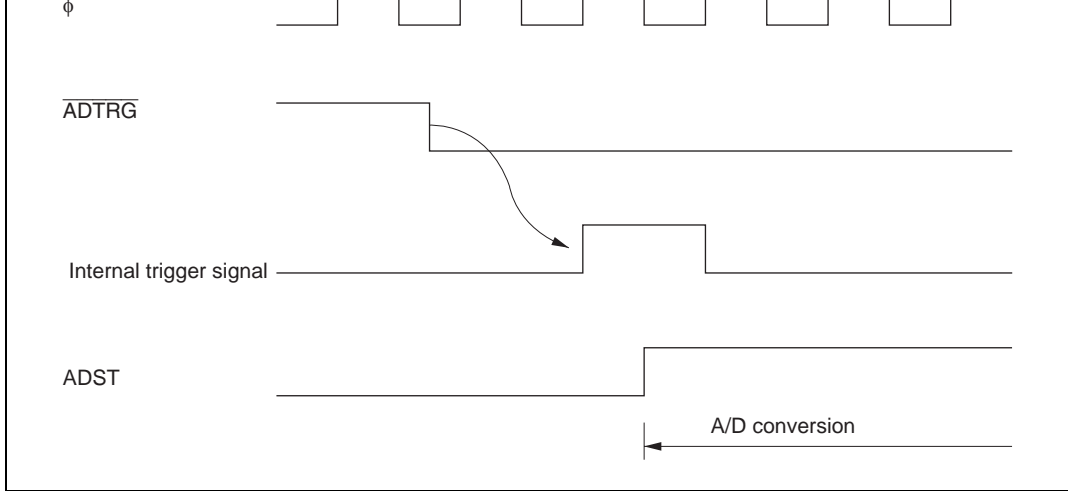 ϕ
ADTRG
Internal trigger signal
ADST
A/D conversion